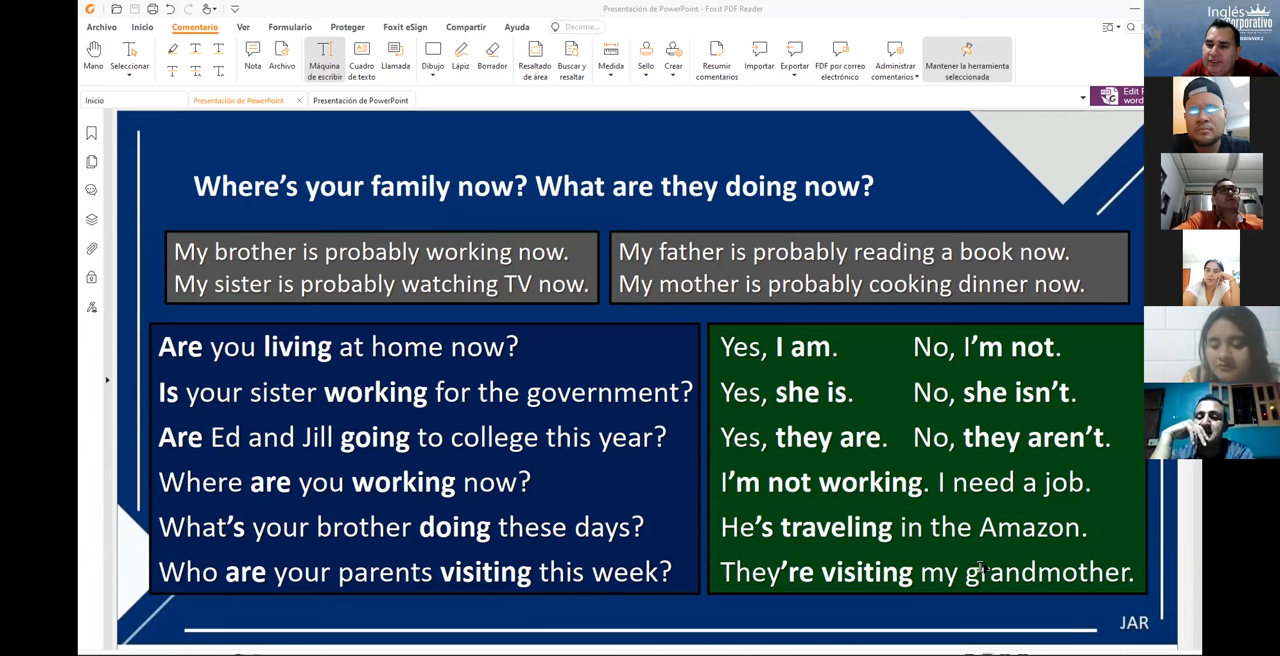 Presentación de PowerPoint - Foxit PDF Reader
Archivo Inicio Comentario Ver Formulario Proteger Foxit eSign Compartir Ayuda Decirme...
Mano
Seleccionar
Nota
Archivo
Máquina de escribir
Cuadro de texto
Llamada
Dibujo
Lápiz
Borrador
Resaltado de área
Buscar y resaltar
Medida
Sello
Crear
Resumir comentarios
Importar
Exportar
FDF por correo electrónico
Administrar comentarios
Mantener la herramienta seleccionada
Inicio
Presentación de PowerPoint
Presentación de PowerPoint
Where's your family now? What are they doing now?
My brother is probably working now.
My sister is probably watching TV now.
My father is probably reading a book now.
My mother is probably cooking dinner now.
Are you living at home now?
Yes, I am. No, I'm not.
Is your sister working for the government?
Yes, she is. No, she isn't.
Are Ed and Jill going to college this year?
Yes, they are. No, they aren't.
Where are you working now?
I'm not working. I need a job.
What's your brother doing these days?
He's traveling in the Amazon.
Who are your parents visiting this week?
They're visiting my grandmother.
JAR
Inglés
Corporativo